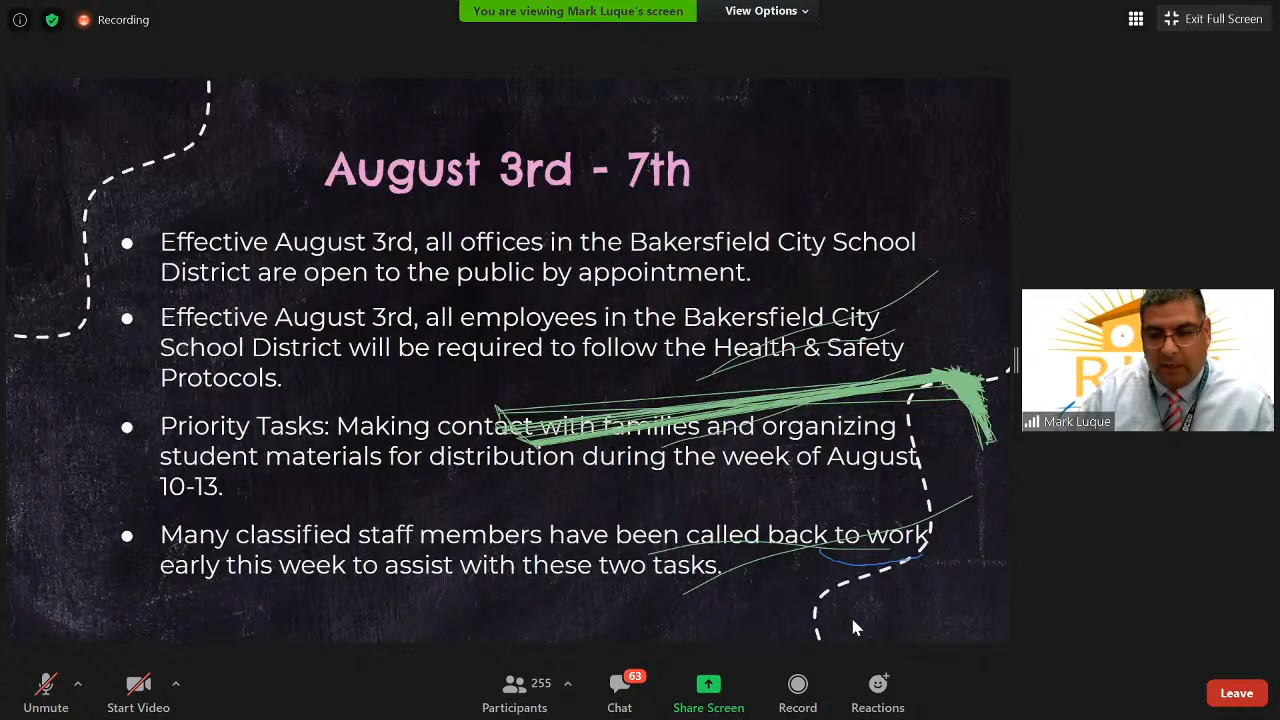 Recording
You are viewing Mark Luque's screen
View Options
Exit Full Screen
August 3rd - 7th
● Effective August 3rd, all offices in the Bakersfield City School
District are open to the public by appointment.
● Effective August 3rd, all employees in the Bakersfield City
School District will be required to follow the Health & Safety
Protocols.
● Priority Tasks: Making contact with families and organizing
student materials for distribution during the week of August
10-13.
● Many classified staff members have been called back to work
early this week to assist with these two tasks.
Mark Luque
Unmute
Start Video
255
Participants
63
Chat
Share Screen
Record
Reactions
Leave